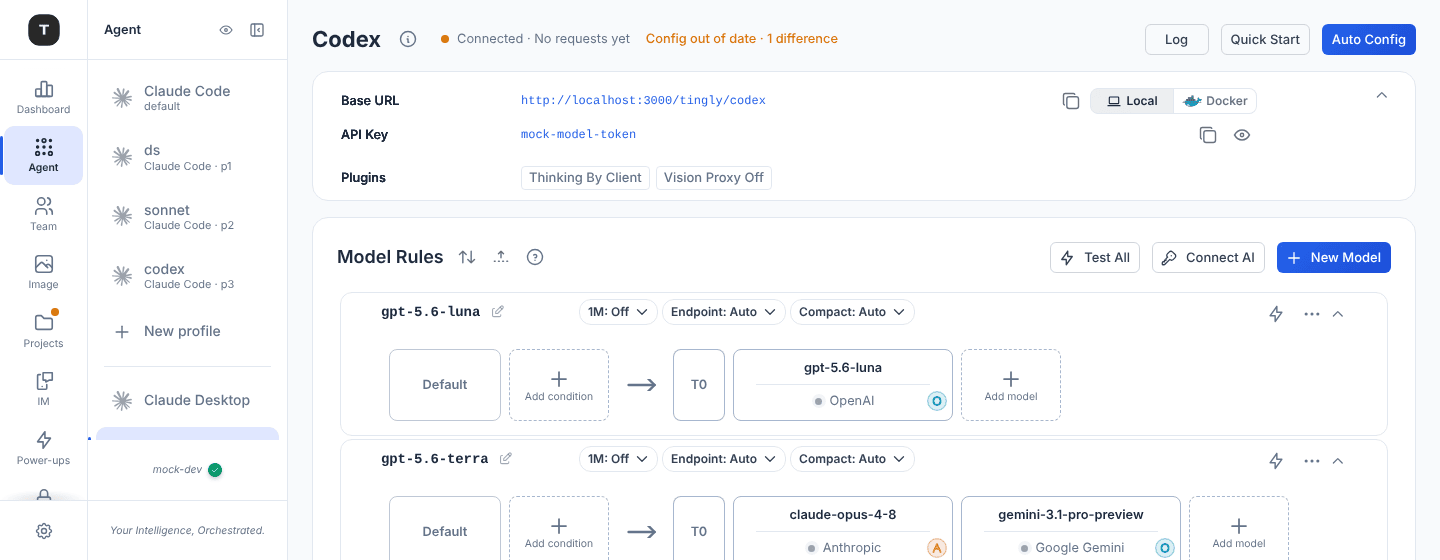 T
Agent
Dashboard
Agent
Team
Image
Projects
IM
Power-ups
Claude Code
default
ds
Claude Code · p1
sonnet
Claude Code · p2
codex
Claude Code · p3
New profile
Claude Desktop
mock-dev
Your Intelligence, Orchestrated.
Codex
Connected · No requests yet
Config out of date · 1 difference
Log
Quick Start
Auto Config
Base URL
http://localhost:3000/tingly/codex
Local
Docker
API Key
mock-model-token
Plugins
Thinking By Client
Vision Proxy Off
Model Rules
Test All
Connect AI
New Model
gpt-5.6-luna
1M: Off
Endpoint: Auto
Compact: Auto
Default
Add condition
T0
gpt-5.6-luna
OpenAI
O
Add model
gpt-5.6-terra
1M: Off
Endpoint: Auto
Compact: Auto
Default
Add condition
T0
claude-opus-4-8
Anthropic
A
gemini-3.1-pro-preview
Google Gemini
O
Add model